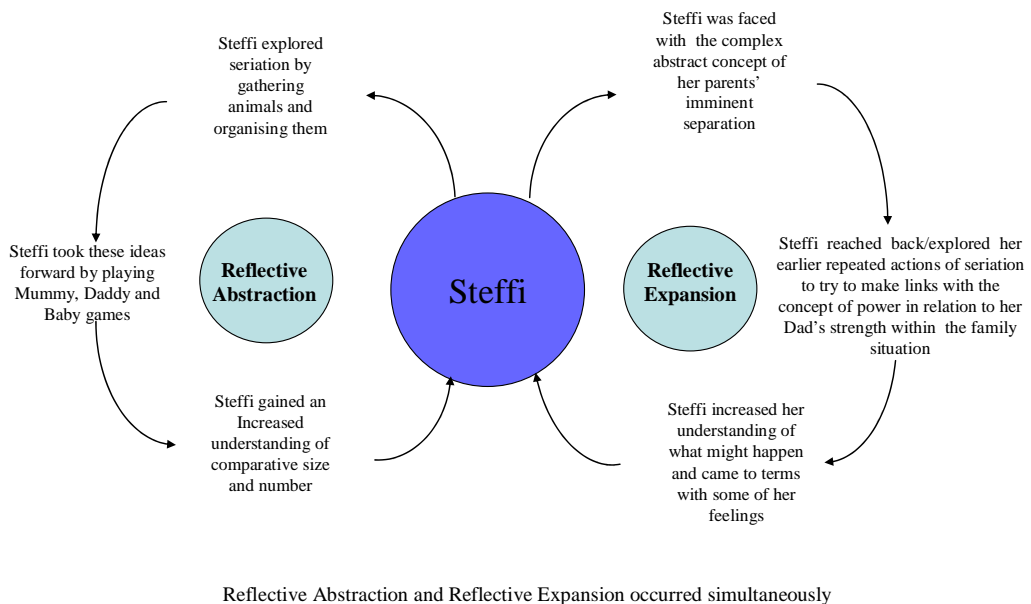 Steffi explored
seriation by
gathering
animals and
organising them
Steffi took these ideas
forward by playing
Mummy, Daddy and
Baby games
Steffi gained an
Increased
understanding of
comparative size
and number
Reflective
Abstraction
Steffi
Steffi was faced
with the complex
abstract concept of
her parents’
imminent
separation
Reflective
Expansion
Steffi reached back/explored her
earlier repeated actions of seriation
to try to make links with the
concept of power in relation to her
Dad’s strength within the family
situation
Steffi increased her
understanding of
what might happen
and came to terms
with some of her
feelings
Reflective Abstraction and Reflective Expansion occurred simultaneously